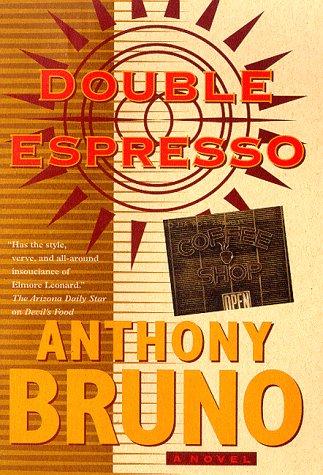 DOUBLE
ESPRESSO
"Has the style,
verve, and all-around
insouciance of
Elmore Leonard."
The Arizona Daily Star
on Devil's Food
COFFEE
SHOP
OPEN
ANTHONY
BRUNO
A NOVEL